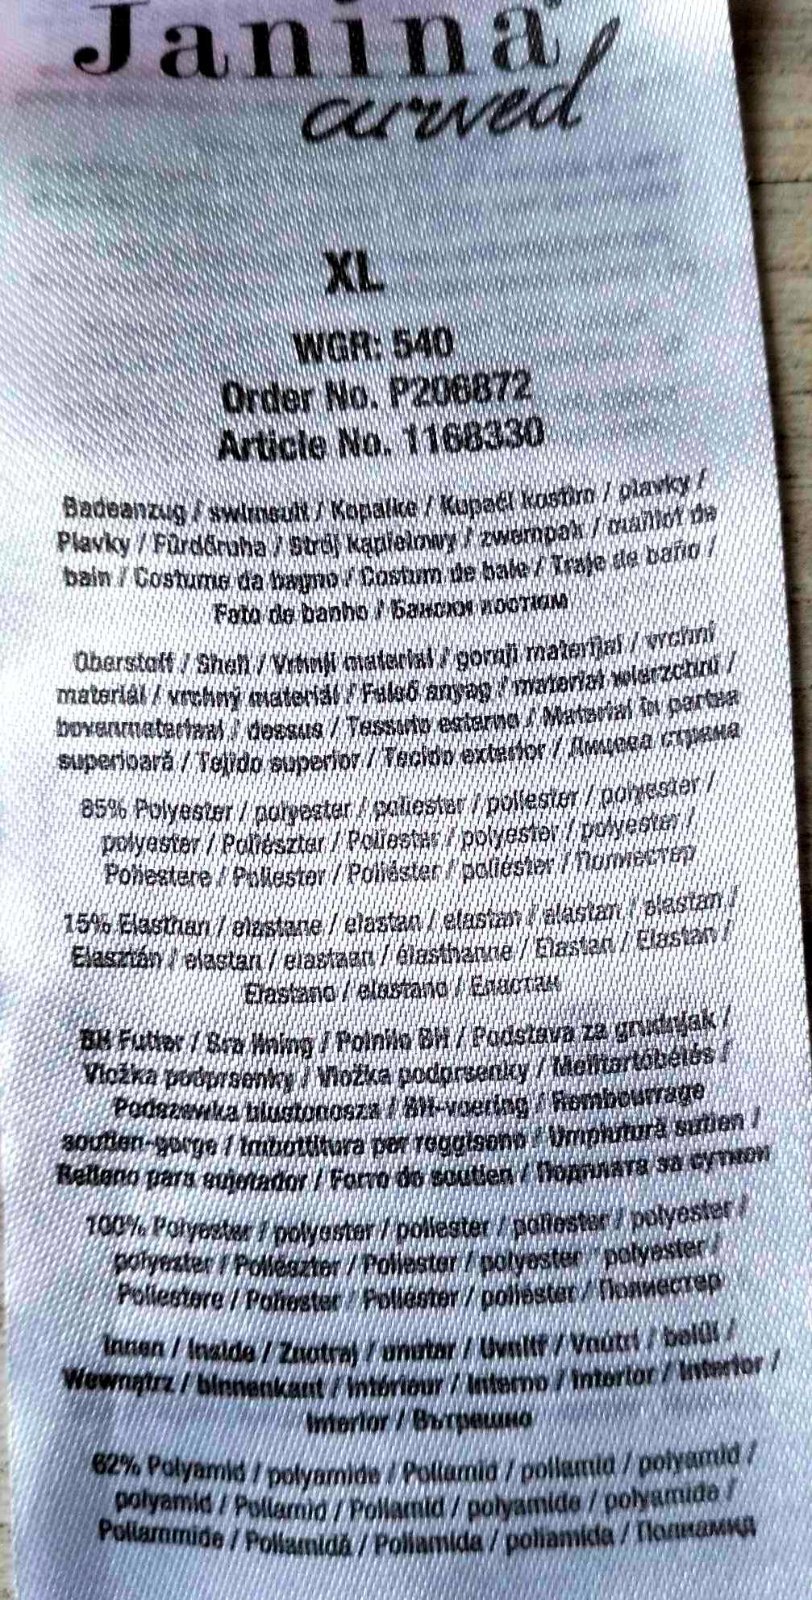 Janina
curved
XL
WGR: 540
Order No. P206872
Article No. 1168330
Badeanzug / swimsuit / Kopalke / Kupaći kostim / plavky /
Plavky / Fürdőruha / Strój kąpielowy / zwempak / maillot de
bain / Costume da bagno / Costum de baie / Traje de baño /
Fato de banho / Бански костюм
Oberstoff / Shell / Vrhnji material / gornji materijal / vrchní
materiál / vrchný materiál / Felső anyag / materiał wierzchni /
bovenmateriaal / dessus / Tessuto esterno / Material în partea
superioară / Tejido superior / Tecido exterior / Лицева страна
85% Polyester / polyester / poliester / poliester / polyester /
polyester / Poliészter / Poliester / polyester / polyester /
Poliestere / Poliester / Poliéster / poliéster / Полиестер
15% Elasthan / elastane / elastan / elastan / elastan / elastan /
Elasztán / elastan / elastaan / élasthanne / Elastan / Elastan /
Elastano / elastano / Еластан
BH Futter / Bra lining / Polnilo BH / Podstava za grudnjak /
Vložka podprsenky / Vložka podprsenky / Melltartóbélés /
Podszewka biustonosza / BH-voering / Rembourrage
soutien-gorge / Imbottitura per reggiseno / Umplutură sutien /
Relleno para sujetador / Forro do soutien / Подплата за сутиен
100% Polyester / polyester / poliester / poliester / polyester /
polyester / Poliészter / Poliester / polyester / polyester /
Poliestere / Poliester / Poliéster / poliéster / Полиестер
Innen / Inside / Znotraj / unutar / Uvnitř / Vnútri / belül /
Wewnątrz / binnenkant / intérieur / Interno / Interior / Interior /
Interior / Вътрешно
62% Polyamid / polyamide / Poliamid / poliamid / polyamid /
polyamid / Poliamid / Poliamid / polyamide / polyamide /
Poliammide / Poliamidă / Poliamida / poliamida / Полиамид